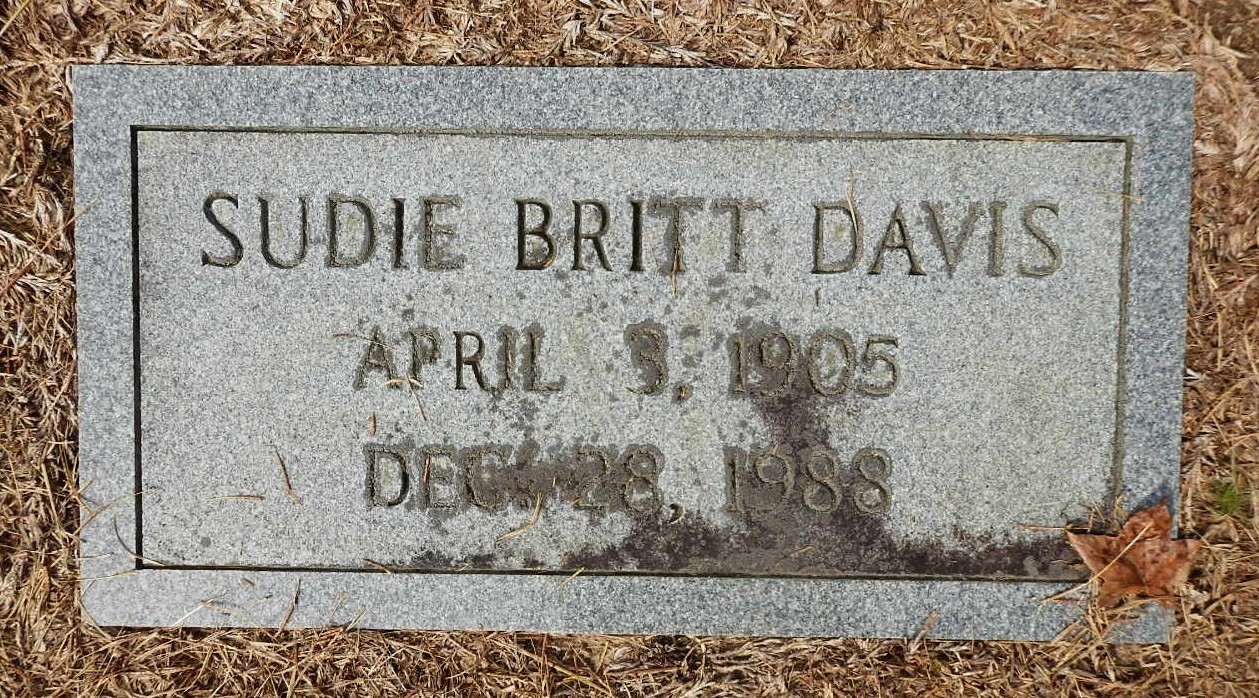 SUDIE BRITT DAVIS
APRIL 3, 1905
DEC. 28, 1988